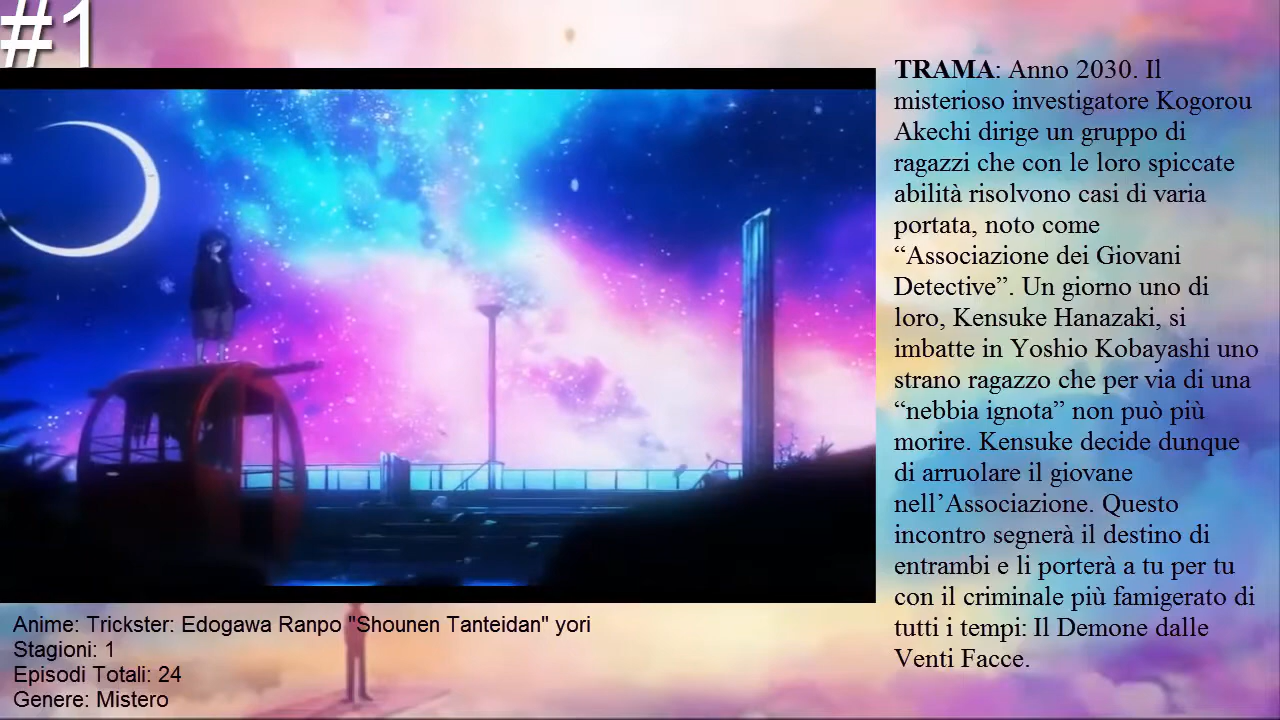 #1
TRAMA: Anno 2030. Il
misterioso investigatore Kogorou
Akechi dirige un gruppo di
ragazzi che con le loro spiccate
abilità risolvono casi di varia
portata, noto come
“Associazione dei Giovani
Detective”. Un giorno uno di
loro, Kensuke Hanazaki, si
imbatte in Yoshio Kobayashi uno
strano ragazzo che per via di una
“nebbia ignota” non può più
morire. Kensuke decide dunque
di arruolare il giovane
nell’Associazione. Questo
incontro segnerà il destino di
entrambi e li porterà a tu per tu
con il criminale più famigerato di
tutti i tempi: Il Demone dalle
Venti Facce.
Anime: Trickster: Edogawa Ranpo "Shounen Tanteidan" yori
Stagioni: 1
Episodi Totali: 24
Genere: Mistero